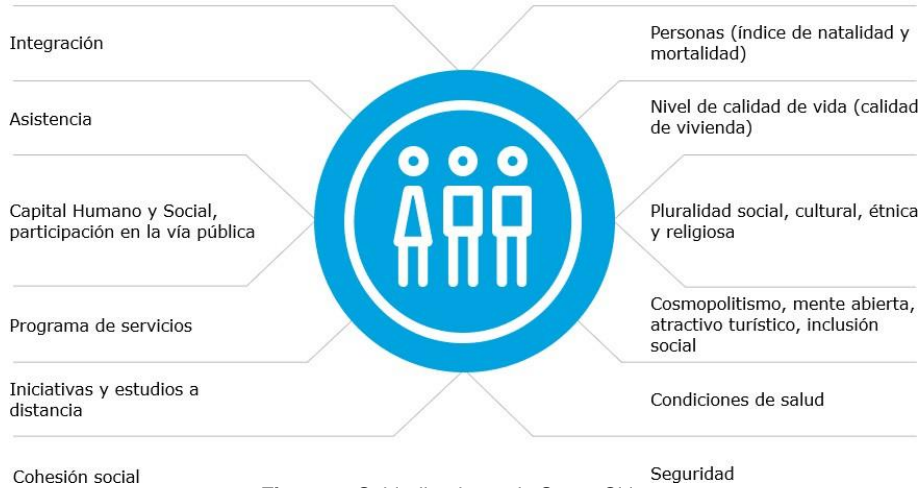 Integración
Asistencia
Capital Humano y Social,
participación en la vía pública
Programa de servicios
Iniciativas y estudios a
distancia
Cohesión social
Personas (índice de natalidad y
mortalidad)
Nivel de calidad de vida (calidad
de vivienda)
Pluralidad social, cultural, étnica
y religiosa
Cosmopolitismo, mente abierta,
atractivo turístico, inclusión
social
Condiciones de salud
Seguridad